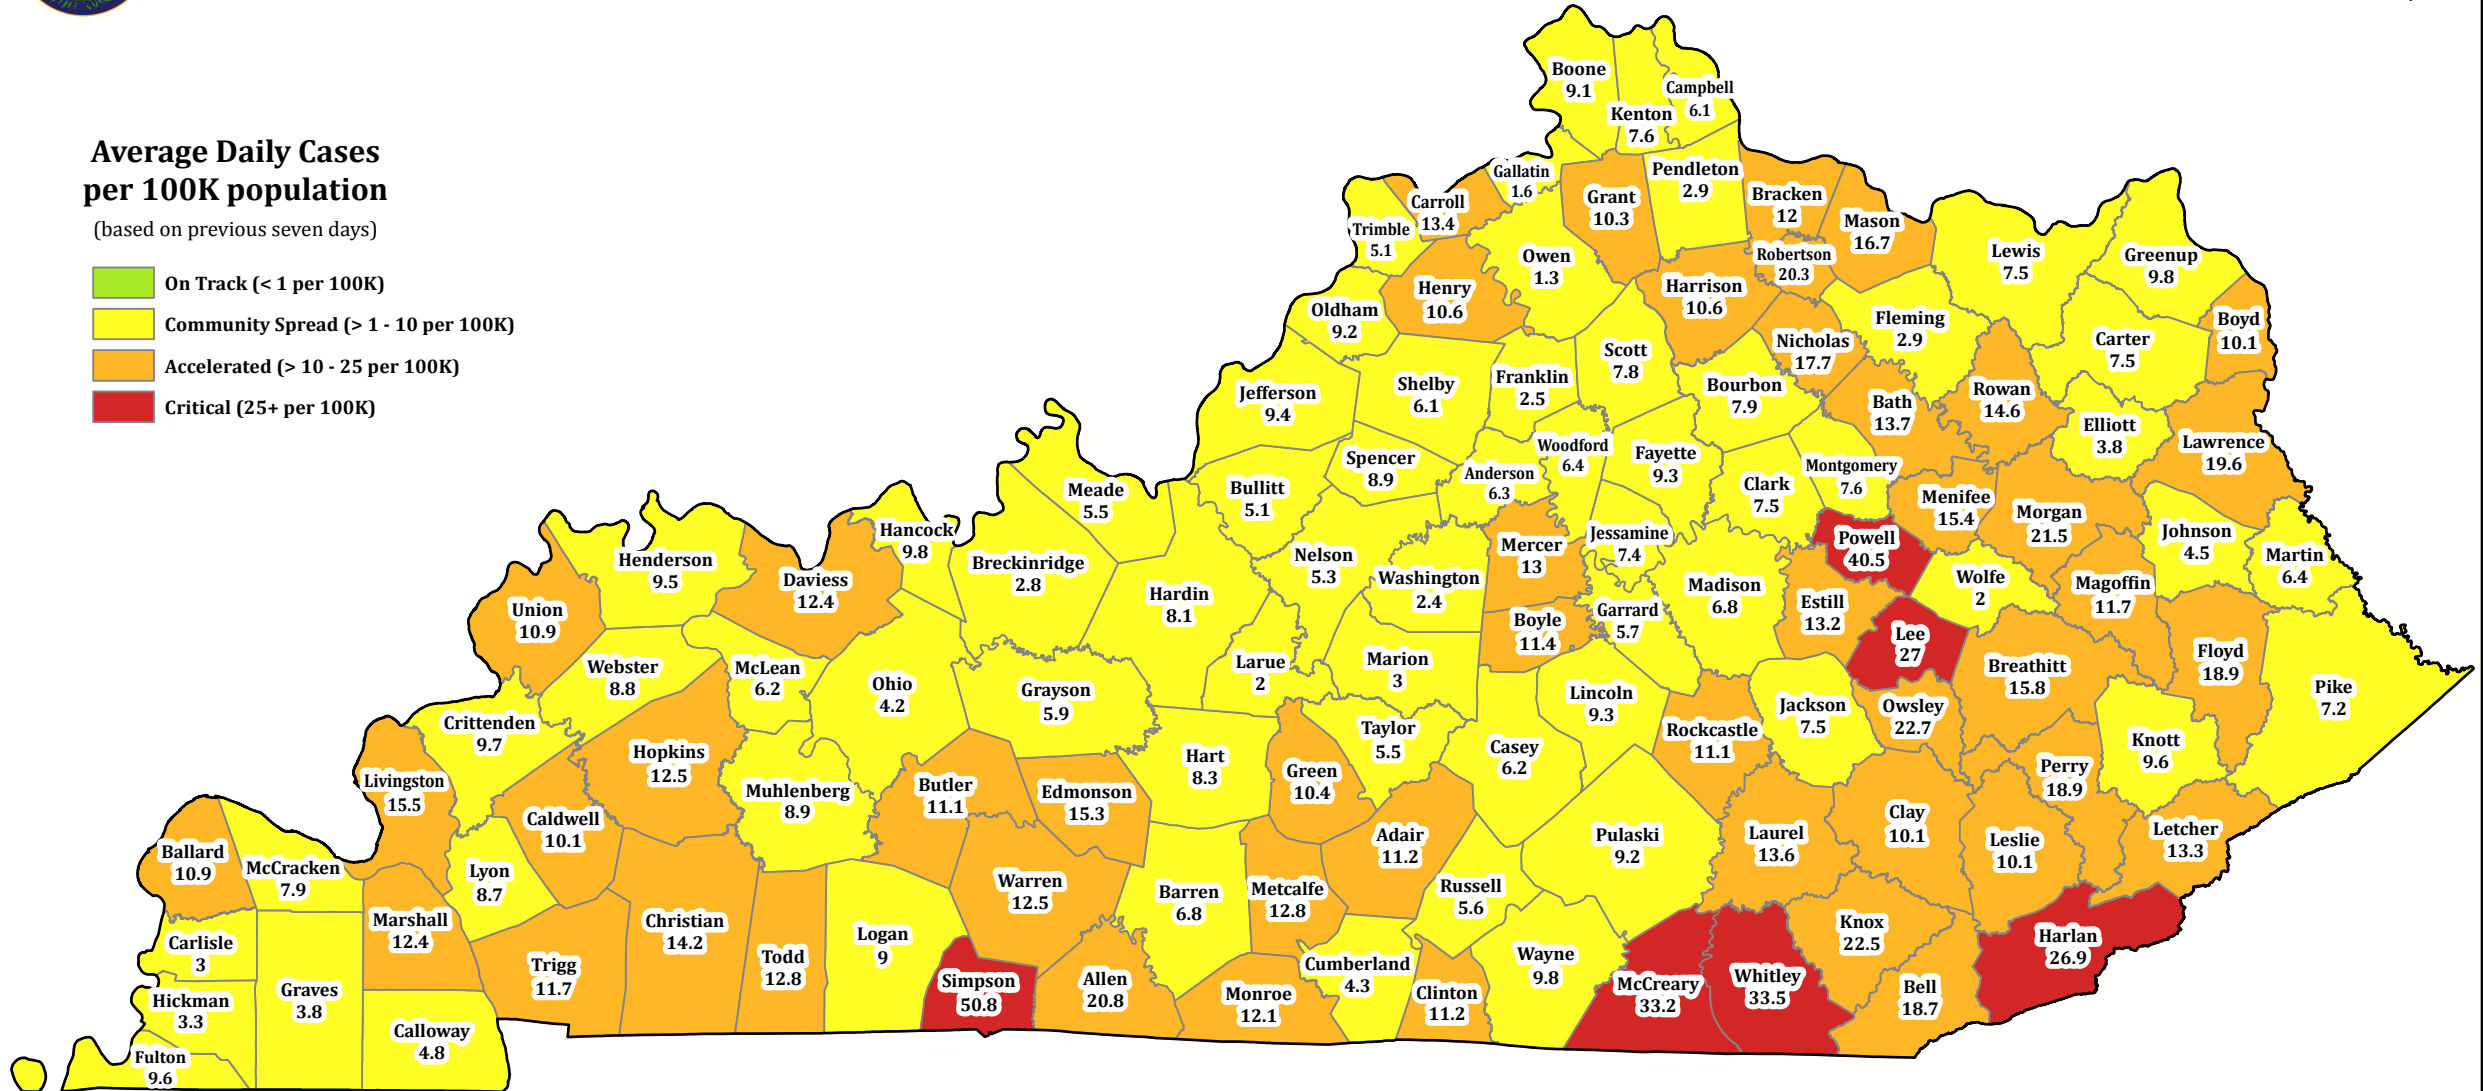 Average Daily Cases
per 100K population
(based on previous seven days)
On Track (< 1 per 100K)
Community Spread (> 1 - 10 per 100K)
Accelerated (> 10 - 25 per 100K)
Critical (25+ per 100K)
Boone
9.1
Kenton
7.6
Campbell
6.1
Gallatin
1.6
Carroll
13.4
Trimble
5.1
Grant
10.3
Pendleton
2.9
Bracken
12
Mason
16.7
Robertson
20.3
Lewis
7.5
Greenup
9.8
Owen
1.3
Henry
10.6
Oldham
9.2
Harrison
10.6
Nicholas
17.7
Fleming
2.9
Carter
7.5
Boyd
10.1
Jefferson
9.4
Shelby
6.1
Franklin
2.5
Scott
7.8
Bourbon
7.9
Bath
13.7
Rowan
14.6
Elliott
3.8
Lawrence
19.6
Meade
5.5
Bullitt
5.1
Spencer
8.9
Anderson
6.3
Woodford
6.4
Fayette
9.3
Clark
7.5
Montgomery
7.6
Menifee
15.4
Morgan
21.5
Johnson
4.5
Martin
6.4
Henderson
9.5
Daviess
12.4
Hancock
9.8
Breckinridge
2.8
Hardin
8.1
Nelson
5.3
Washington
2.4
Mercer
13
Jessamine
7.4
Madison
6.8
Powell
40.5
Estill
13.2
Wolfe
2
Magoffin
11.7
Union
10.9
Webster
8.8
McLean
6.2
Ohio
4.2
Grayson
5.9
Larue
2
Marion
3
Boyle
11.4
Garrard
5.7
Lincoln
9.3
Lee
27
Breathitt
15.8
Floyd
18.9
Pike
7.2
Crittenden
9.7
Hopkins
12.5
Muhlenberg
8.9
Butler
11.1
Edmonson
15.3
Hart
8.3
Green
10.4
Taylor
5.5
Casey
6.2
Rockcastle
11.1
Jackson
7.5
Owsley
22.7
Perry
18.9
Knott
9.6
Livingston
15.5
Caldwell
10.1
Lyon
8.7
Ballard
10.9
McCracken
7.9
Marshall
12.4
Christian
14.2
Todd
12.8
Logan
9
Warren
12.5
Barren
6.8
Metcalfe
12.8
Adair
11.2
Russell
5.6
Pulaski
9.2
Laurel
13.6
Clay
10.1
Leslie
10.1
Letcher
13.3
Carlisle
3
Hickman
3.3
Graves
3.8
Fulton
9.6
Calloway
4.8
Trigg
11.7
Simpson
50.8
Allen
20.8
Monroe
12.1
Cumberland
4.3
Clinton
11.2
Wayne
9.8
McCreary
33.2
Whitley
33.5
Knox
22.5
Bell
18.7
Harlan
26.9